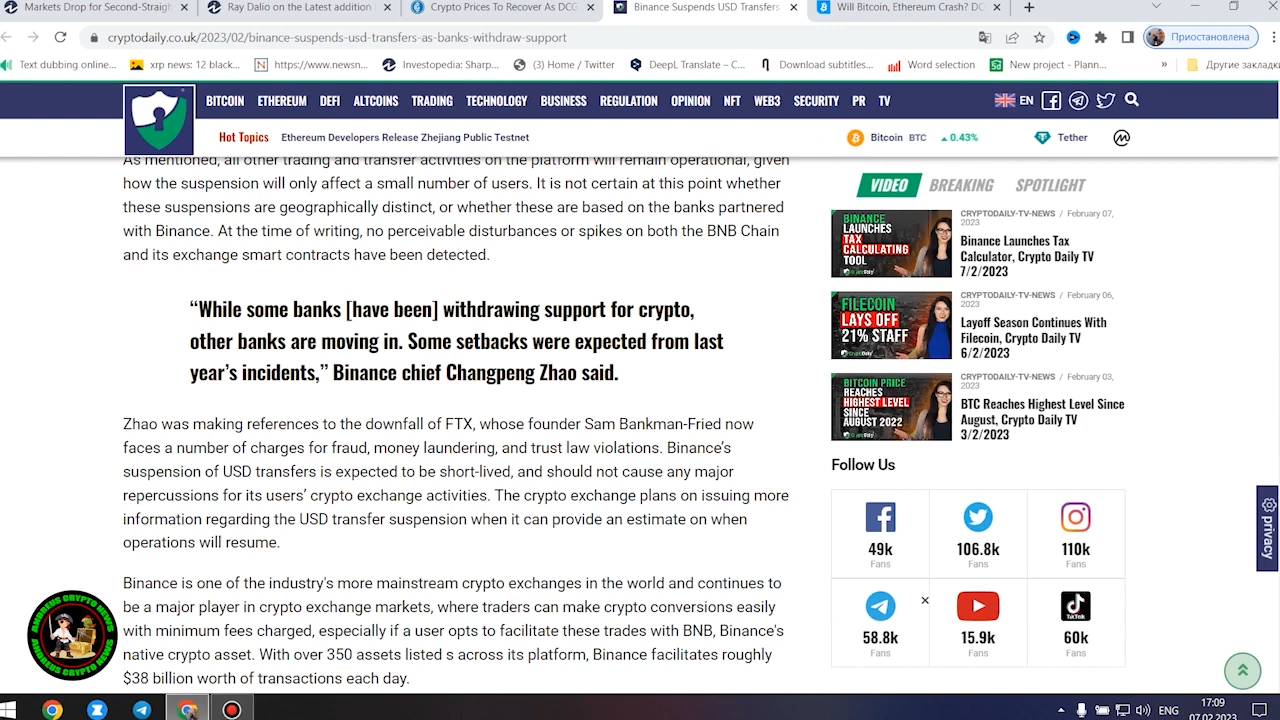 Markets Drop for Second-Straigh
Ray Dalio on the Latest addition t
Crypto Prices To Recover As DCG
Binance Suspends USD Transfers
Will Bitcoin, Ethereum Crash? DC
cryptodaily.co.uk/2023/02/binance-suspends-usd-transfers-as-banks-withdraw-support
Приостановлена
Text dubbing online...
xrp news: 12 black...
https://www.newsn...
Investopedia: Sharp...
(3) Home / Twitter
DeepL Translate – C...
Download subtitles...
Word selection
New project - Plann...
»
Другие закладки
BITCOIN ETHEREUM DEFI ALTCOINS TRADING TECHNOLOGY BUSINESS REGULATION OPINION NFT WEB3 SECURITY PR TV
EN
Hot Topics Ethereum Developers Release Zhejiang Public Testnet
Bitcoin BTC ▲0.43%
Tether
As mentioned, all other trading and transfer activities on the platform will remain operational, given
how the suspension will only affect a small number of users. It is not certain at this point whether
these suspensions are geographically distinct, or whether these are based on the banks partnered
with Binance. At the time of writing, no perceivable disturbances or spikes on both the BNB Chain
and its exchange smart contracts have been detected.
“While some banks [have been] withdrawing support for crypto,
other banks are moving in. Some setbacks were expected from last
year’s incidents,” Binance chief Changpeng Zhao said.
Zhao was making references to the downfall of FTX, whose founder Sam Bankman-Fried now
faces a number of charges for fraud, money laundering, and trust law violations. Binance’s
suspension of USD transfers is expected to be short-lived, and should not cause any major
repercussions for its users’ crypto exchange activities. The crypto exchange plans on issuing more
information regarding the USD transfer suspension when it can provide an estimate on when
operations will resume.
Binance is one of the industry's more mainstream crypto exchanges in the world and continues to
be a major player in crypto exchange markets, where traders can make crypto conversions easily
with minimum fees charged, especially if a user opts to facilitate these trades with BNB, Binance's
native crypto asset. With over 350 assets listed s across its platform, Binance facilitates roughly
$38 billion worth of transactions each day.
VIDEO BREAKING SPOTLIGHT
BINANCE
LAUNCHES
TAX
CALCULATING
TOOL
CRYPTODAILY-TV-NEWS / February 07,
2023
Binance Launches Tax
Calculator, Crypto Daily TV
7/2/2023
FILECOIN
LAYS OFF
21% STAFF
CRYPTODAILY-TV-NEWS / February 06,
2023
Layoff Season Continues With
Filecoin, Crypto Daily TV
6/2/2023
BITCOIN PRICE
REACHES
HIGHEST LEVEL
SINCE
AUGUST 2022
CRYPTODAILY-TV-NEWS / February 03,
2023
BTC Reaches Highest Level Since
August, Crypto Daily TV
3/2/2023
Follow Us
49k
Fans
106.8k
Fans
110k
Fans
58.8k
Fans
15.9k
Fans
TikTok
60k
Fans
privacy
ANDREUS CRYPTO NEWS
ANDREUS CRYPTO NEWS
ENG
17:09
07.02.2023